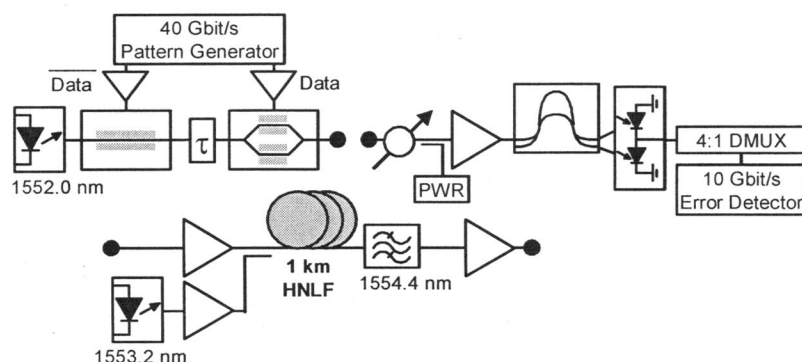 40 Gbit/s
Pattern Generator
Data
Data
τ
1552.0 nm
PWR
4:1 DMUX
10 Gbit/s
Error Detector
1 km
HNLF
1554.4 nm
1553.2 nm